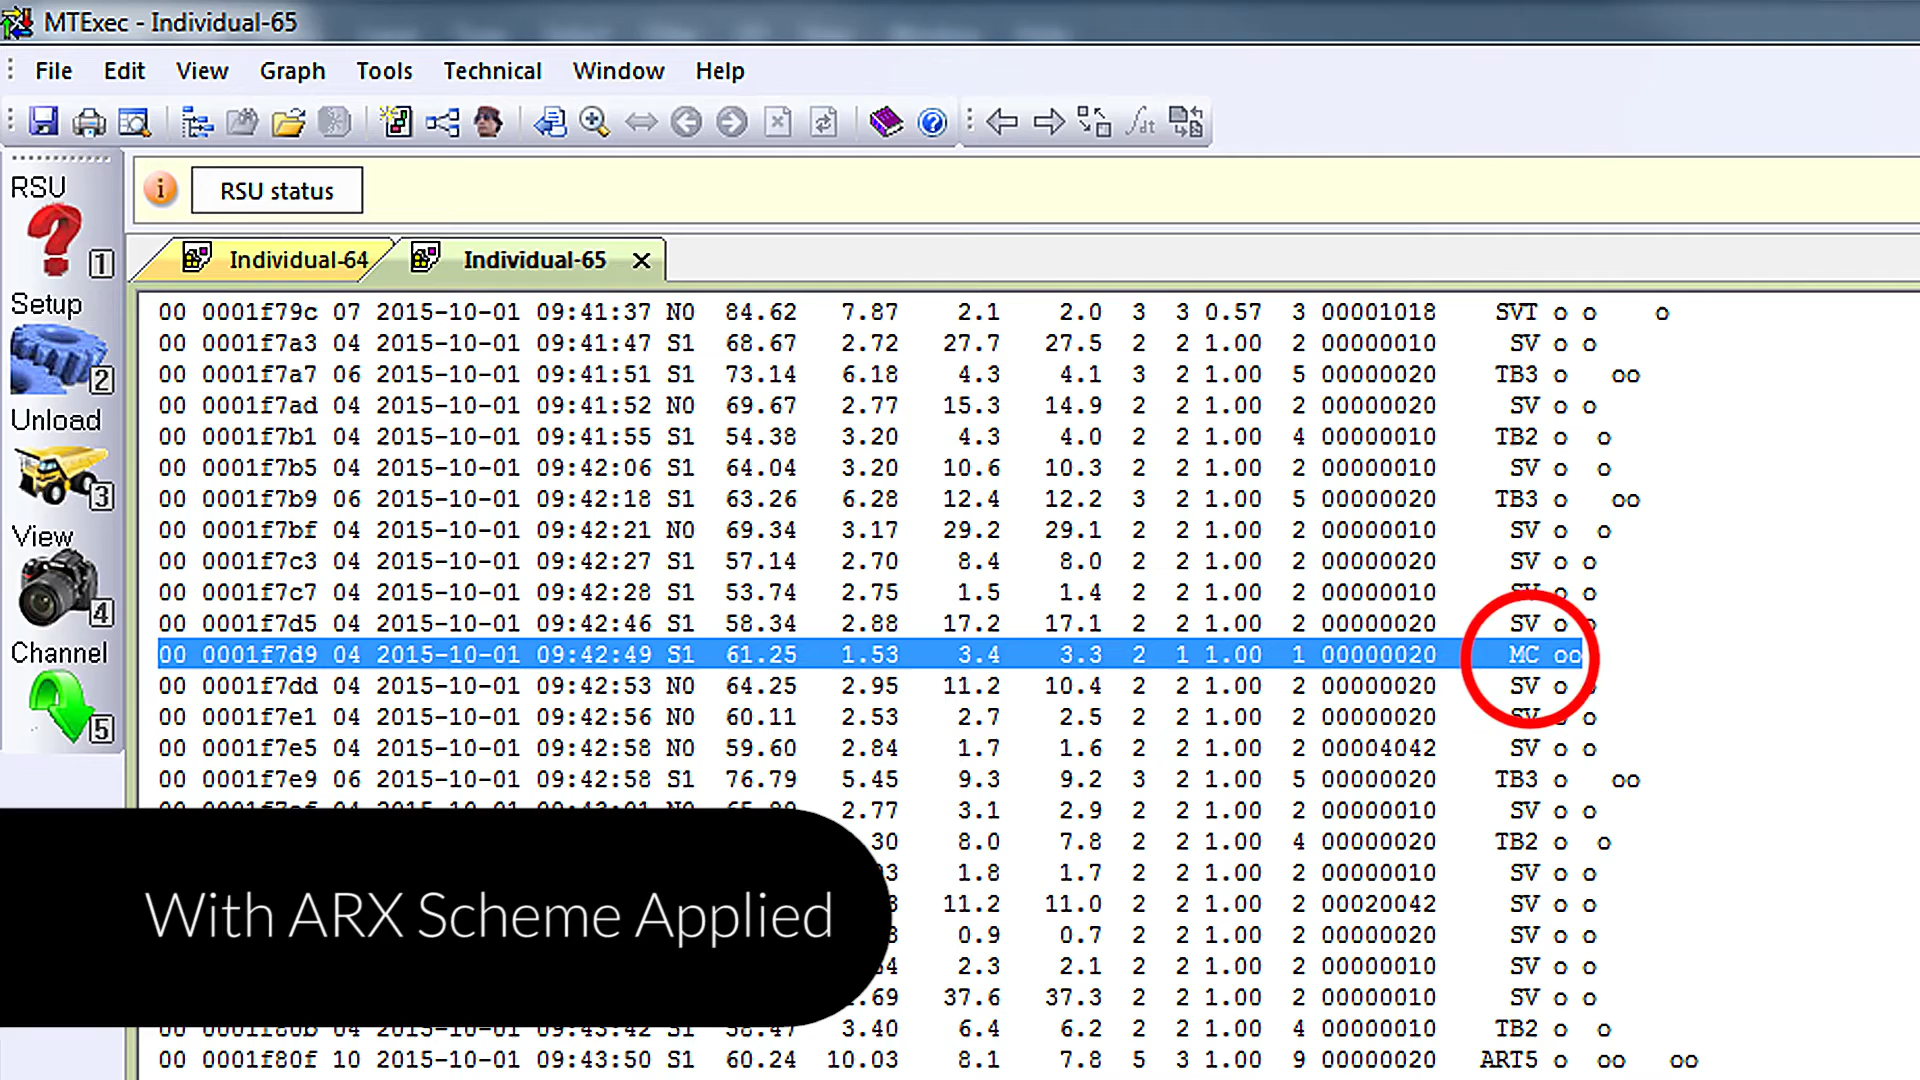 MTExec - Individual-65
File Edit View Graph Tools Technical Window Help
RSU status
Individual-64 Individual-65
RSU
1
Setup
2
Unload
3
View
4
Channel
5
00 0001f79c 07 2015-10-01 09:41:37 N0 84.62 7.87 2.1 2.0 3 3 0.57 3 00001018 SVT o o o
00 0001f7a3 04 2015-10-01 09:41:47 S1 68.67 2.72 27.7 27.5 2 2 1.00 2 00000010 SV o o
00 0001f7a7 06 2015-10-01 09:41:51 S1 73.14 6.18 4.3 4.1 3 2 1.00 5 00000020 TB3 o oo
00 0001f7ad 04 2015-10-01 09:41:52 N0 69.67 2.77 15.3 14.9 2 2 1.00 2 00000020 SV o o
00 0001f7b1 04 2015-10-01 09:41:55 S1 54.38 3.20 4.3 4.0 2 2 1.00 4 00000010 TB2 o o
00 0001f7b5 04 2015-10-01 09:42:06 S1 64.04 3.20 10.6 10.3 2 2 1.00 2 00000010 SV o o
00 0001f7b9 06 2015-10-01 09:42:18 S1 63.26 6.28 12.4 12.2 3 2 1.00 5 00000020 TB3 o oo
00 0001f7bf 04 2015-10-01 09:42:21 N0 69.34 3.17 29.2 29.1 2 2 1.00 2 00000010 SV o o
00 0001f7c3 04 2015-10-01 09:42:27 S1 57.14 2.70 8.4 8.0 2 2 1.00 2 00000010 SV o o
00 0001f7c7 04 2015-10-01 09:42:28 S1 53.74 2.75 1.5 1.4 2 2 1.00 2 00000010 SV o o
00 0001f7d5 04 2015-10-01 09:42:46 S1 58.34 2.88 17.2 17.1 2 2 1.00 2 00000020 SV o o
00 0001f7d9 04 2015-10-01 09:42:49 S1 61.25 1.53 3.4 3.3 2 1 1.00 1 00000020 MC oo
00 0001f7dd 04 2015-10-01 09:42:53 N0 64.25 2.95 11.2 10.4 2 2 1.00 2 00000020 SV o o
00 0001f7e1 04 2015-10-01 09:42:56 N0 60.11 2.53 2.7 2.5 2 2 1.00 2 00000020 SV o o
00 0001f7e5 04 2015-10-01 09:42:58 N0 59.60 2.84 1.7 1.6 2 2 1.00 2 00004042 SV o o
00 0001f7e9 06 2015-10-01 09:42:58 S1 76.79 5.45 9.3 9.2 3 2 1.00 5 00000020 TB3 o oo
2.77 3.1 2.9 2 2 1.00 2 00000010 SV o o
30 8.0 7.8 2 2 1.00 4 00000020 TB2 o o
1.8 1.7 2 2 1.00 2 00000020 SV o o
11.2 11.0 2 2 1.00 2 00020042 SV o o
0.9 0.7 2 2 1.00 2 00000020 SV o o
2.3 2.1 2 2 1.00 2 00000010 SV o o
.69 37.6 37.3 2 2 1.00 2 00000010 SV o o
3.40 6.4 6.2 2 2 1.00 4 00000010 TB2 o o
00 0001f80f 10 2015-10-01 09:43:50 S1 60.24 10.03 8.1 7.8 5 3 1.00 9 00000020 ART5 o oo oo
With ARX Scheme Applied